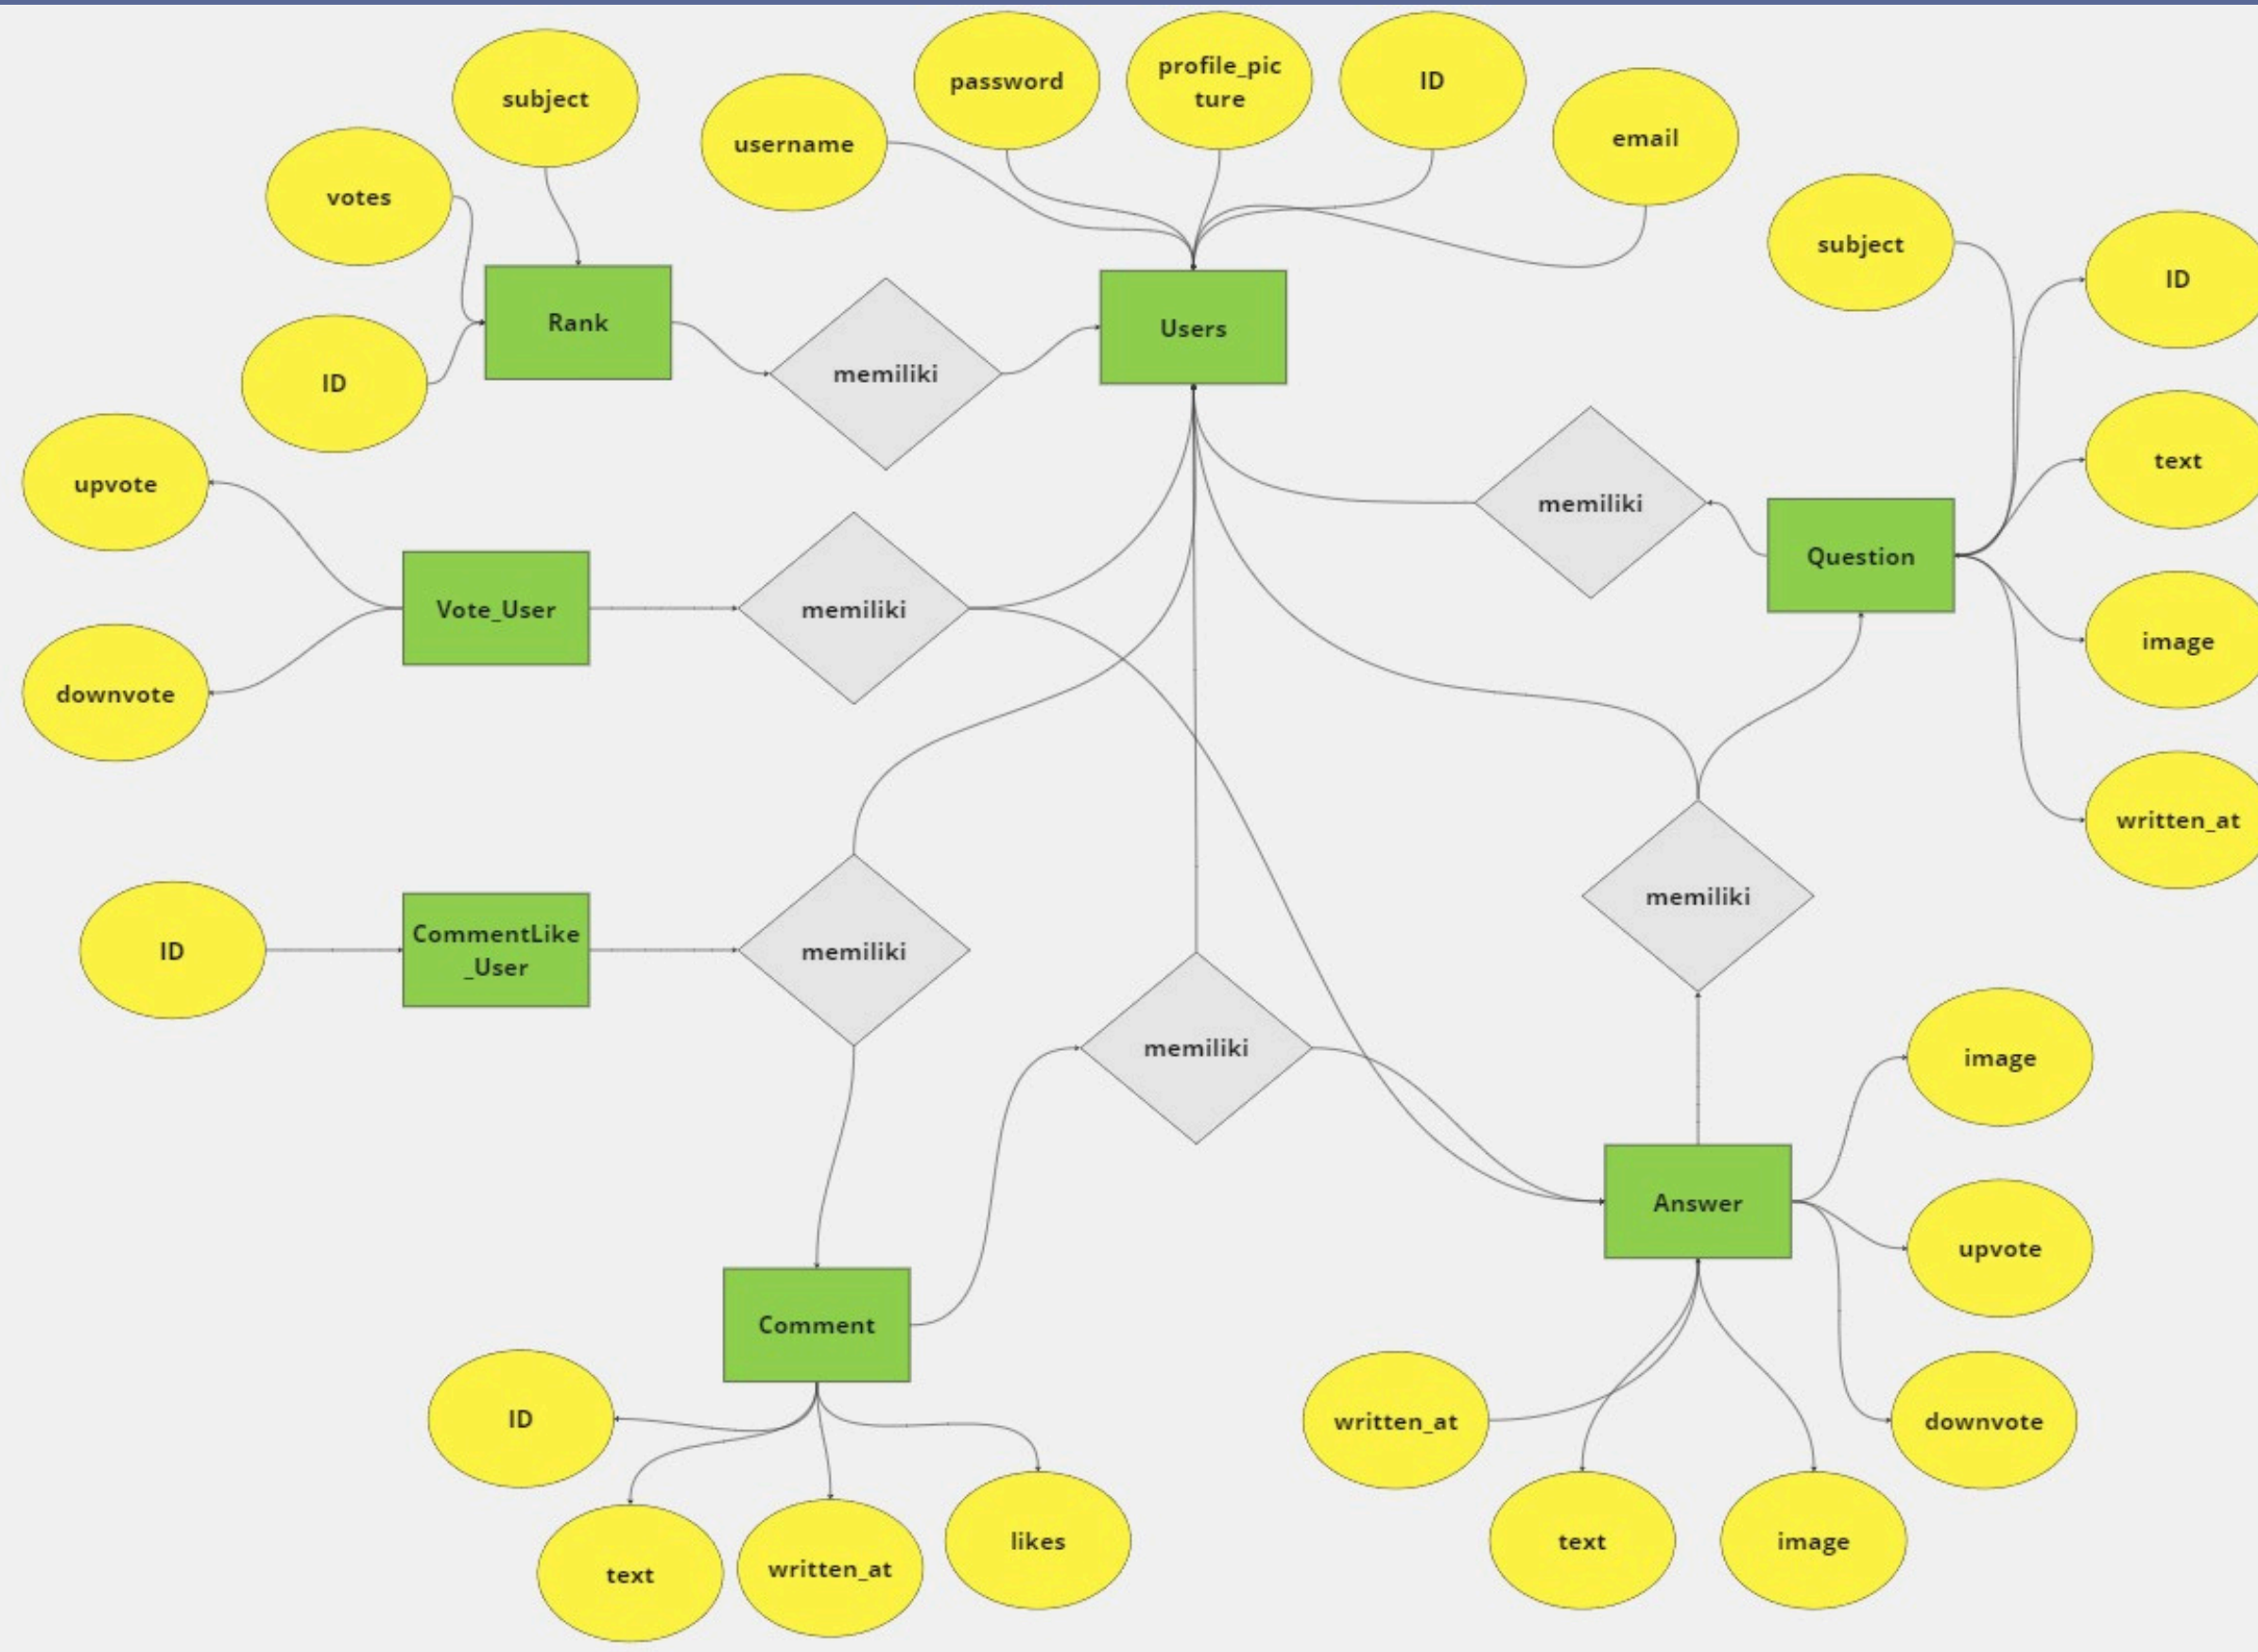 password
profile_pic
ture
ID
subject
username
email
votes
subject
ID
Rank
Users
memiliki
ID
text
upvote
memiliki
Question
Vote_User
memiliki
image
downvote
written_at
memiliki
ID
CommentLike
_User
memiliki
memiliki
image
Answer
upvote
Comment
ID
written_at
downvote
text
written_at
likes
text
image